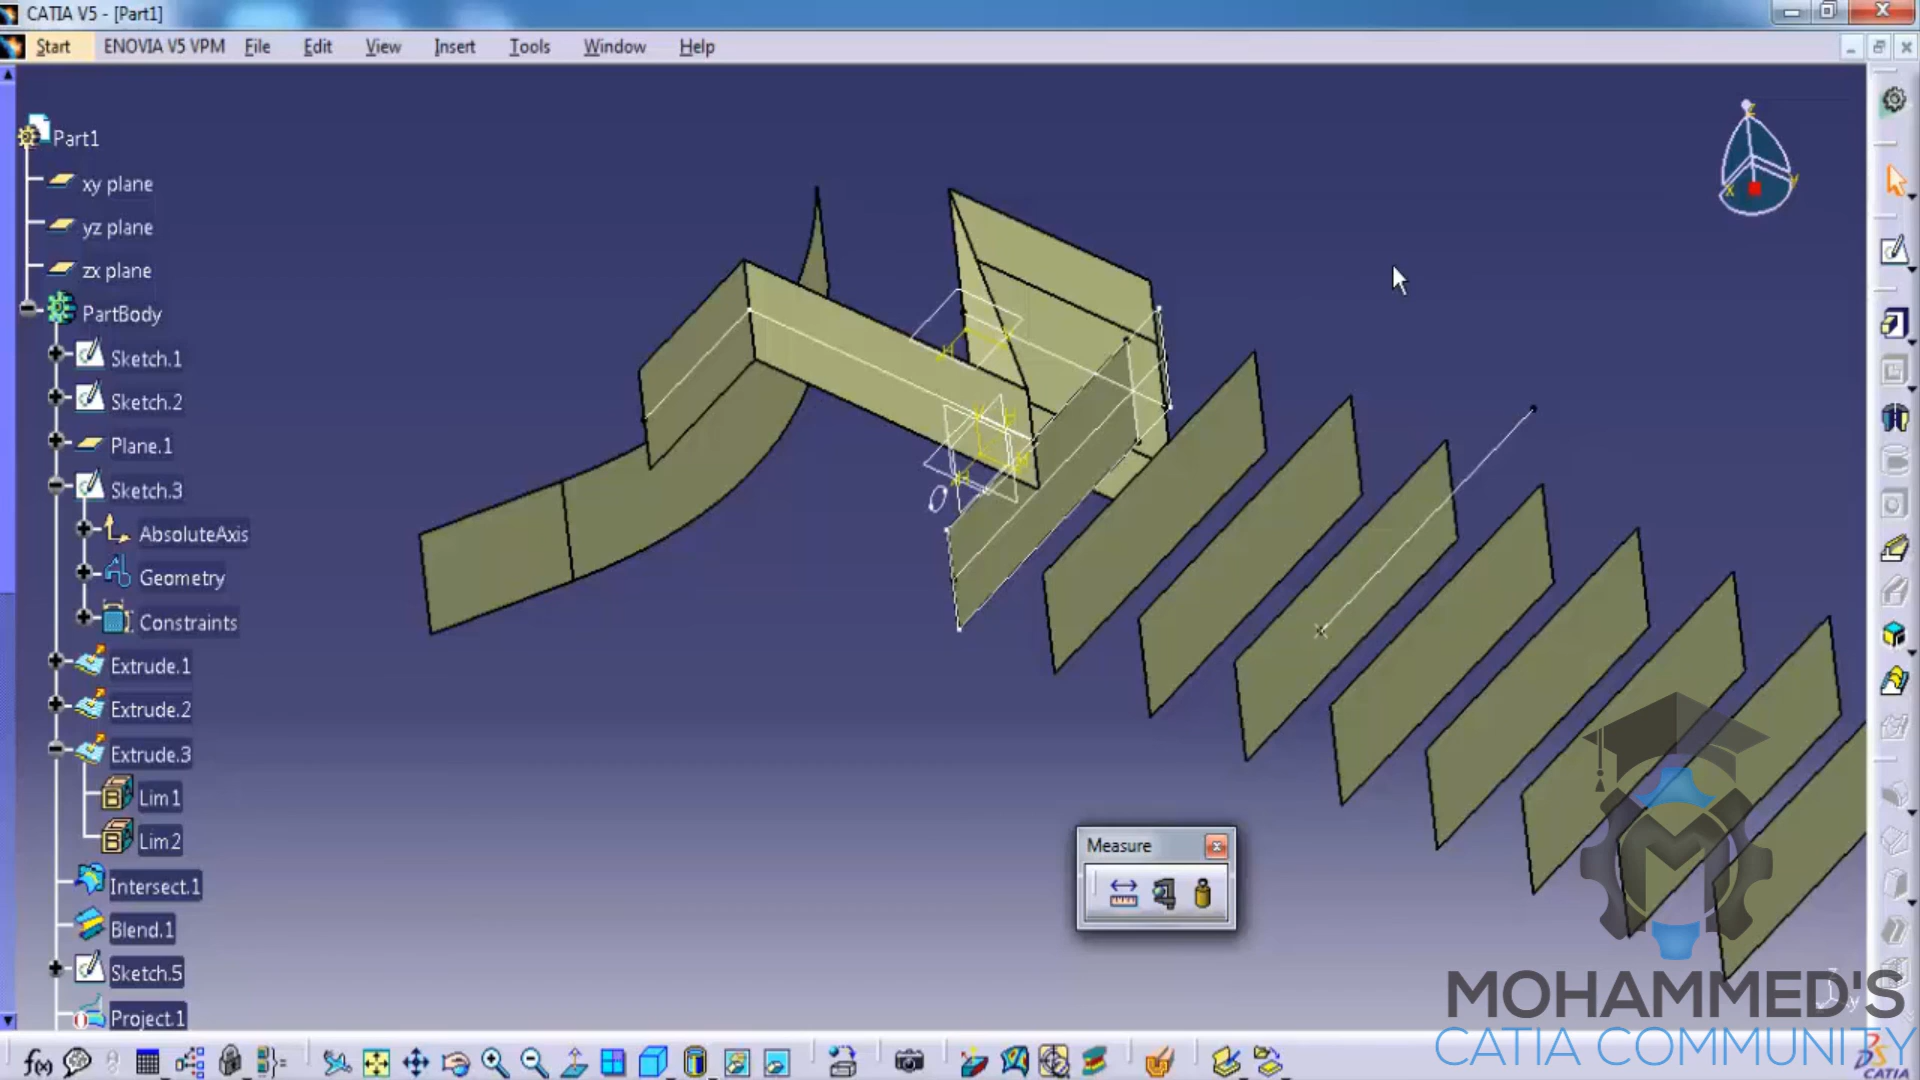 CATIA V5 - [Part1]
Start ENOVIA V5 VPM File Edit View Insert Tools Window Help
Part1
xy plane
yz plane
zx plane
PartBody
Sketch.1
Sketch.2
Plane.1
Sketch.3
AbsoluteAxis
Geometry
Constraints
Extrude.1
Extrude.2
Extrude.3
Lim1
Lim2
Intersect.1
Blend.1
Sketch.5
Project.1
Measure
MOHAMMED'S
CATIA COMMUNITY
f(x)
CATIA